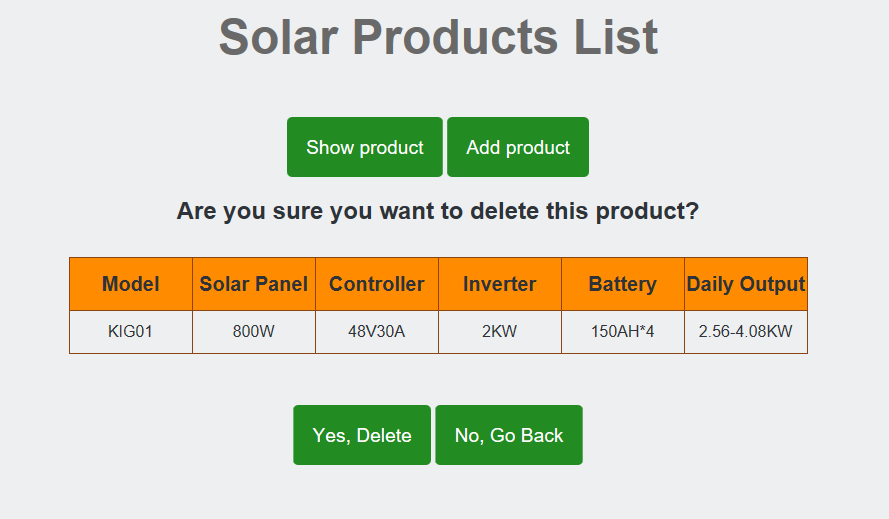 Solar Products List
Show product Add product
Are you sure you want to delete this product?
Model Solar Panel Controller Inverter Battery Daily Output
KIG01 800W 48V30A 2KW 150AH*4 2.56-4.08KW
Yes, Delete No, Go Back